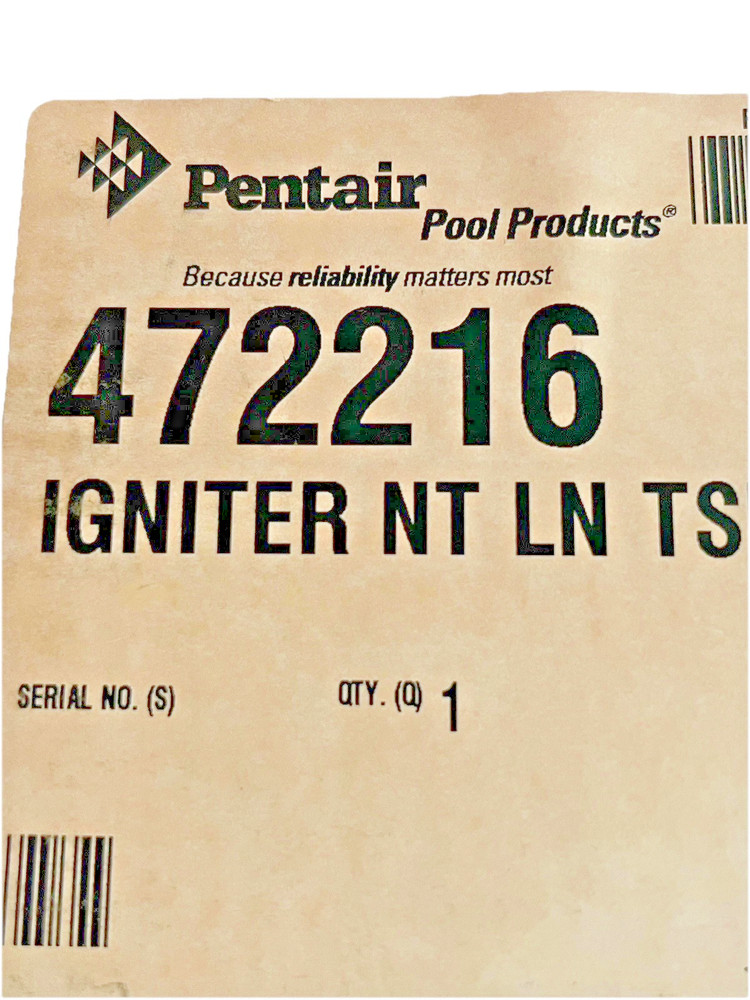 Pentair
Pool Products®
Because reliability matters most
472216
IGNITER NT LN TS
SERIAL NO. (S)
QTY. (Q) 1